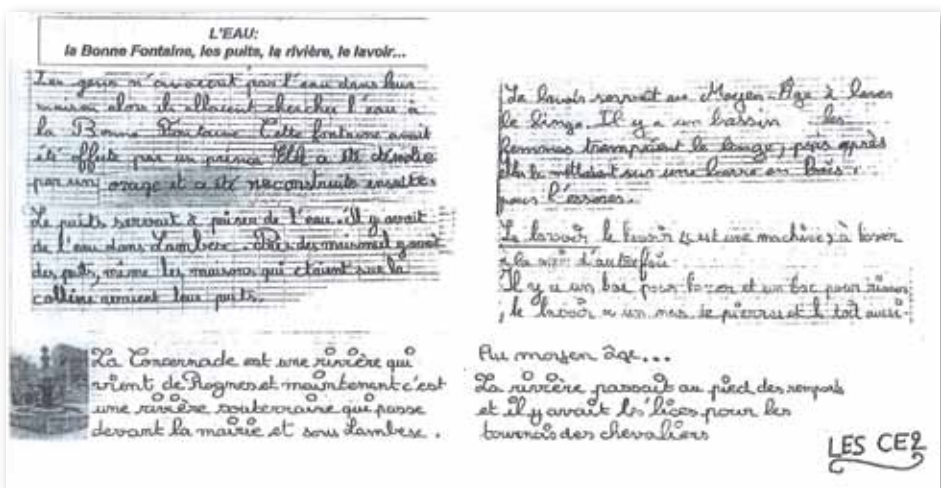 L'EAU:
la Bonne Fontaine, les puits, la rivière, le lavoir...
Les gens n'avaient pas l'eau dans leur
maison alors ils allaient chercher l'eau à
la Bonne Fontaine Cette fontaine avait
été offerte par un prince Elle a été démolie
par un orage et a été reconstruite ensuite.
Le puits servait à puiser de l'eau. Il y avait
de l'eau dans Lambesc. Près des maisons il y avait
des puits, même les maisons qui étaient sur la
colline avaient leur puits.
La Concernade est une rivière qui
vient de Rognes et maintenant c'est
une rivière souterraine qui passe
devant la mairie et sous Lambesc.
Le lavoir servait au Moyen-Âge à laver
le linge. Il y a un bassin les
femmes trempaient le linge, puis après
elles le mettaient sur une barre en bois
pour l'essorer.
Le lavoir le lavoir c'est une machine à laver
à la main d'autrefois
Il y a un bac pour laver et un bac pour rincer
, le lavoir a un mur de pierres et le toit aussi.
Au moyen âge...
La rivière passait au pied des remparts
et il y avait les lices pour les
tournois des chevaliers
LES CE2